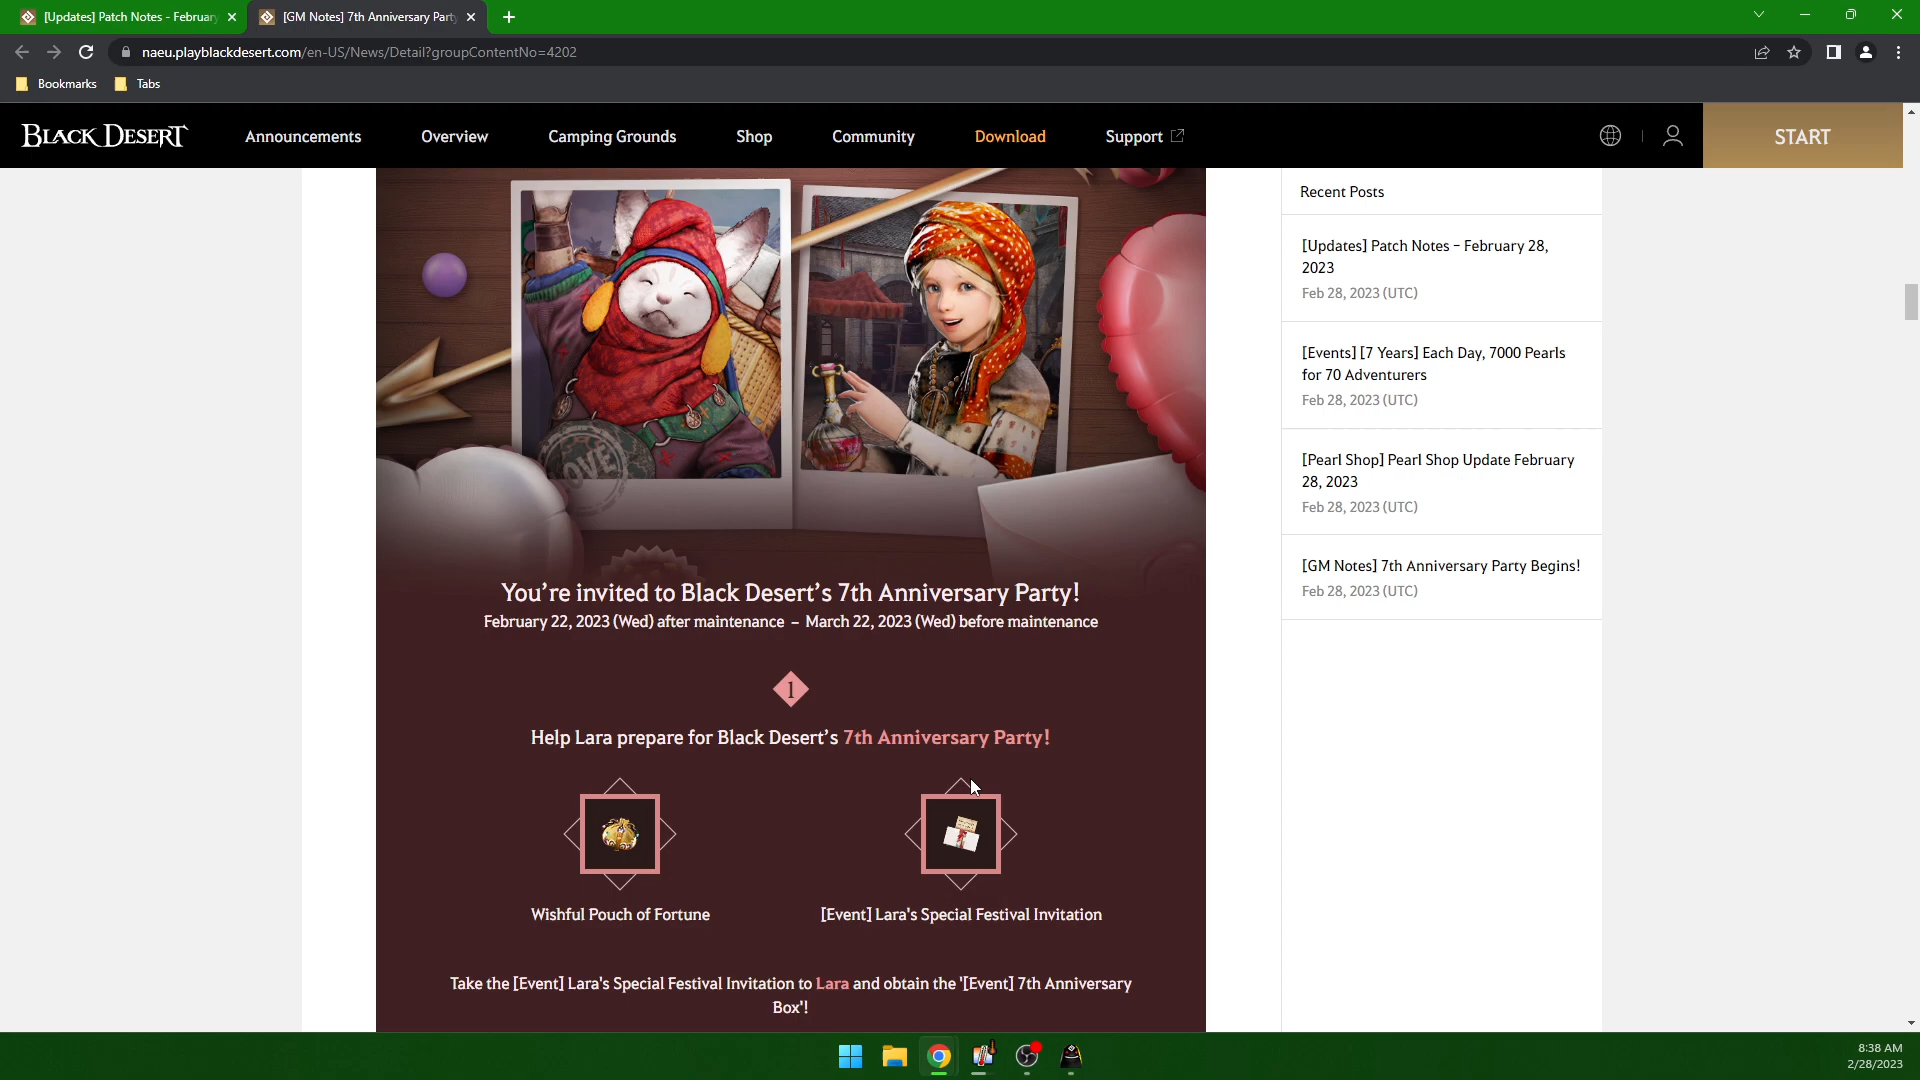 [Updates] Patch Notes - Februar
[GM Notes] 7th Anniversary Part
naeu.playblackdesert.com/en-US/News/Detail?groupContentNo=4202
Bookmarks
Tabs
BLACK DESERT
Announcements
Overview
Camping Grounds
Shop
Community
Download
Support
START
LOVE
You're invited to Black Desert's 7th Anniversary Party!
February 22, 2023 (Wed) after maintenance – March 22, 2023 (Wed) before maintenance
1
Help Lara prepare for Black Desert's 7th Anniversary Party!
Wishful Pouch of Fortune
[Event] Lara's Special Festival Invitation
Take the [Event] Lara's Special Festival Invitation to Lara and obtain the '[Event] 7th Anniversary
Box'!
Recent Posts
[Updates] Patch Notes – February 28,
2023
Feb 28, 2023 (UTC)
[Events] [7 Years] Each Day, 7000 Pearls
for 70 Adventurers
Feb 28, 2023 (UTC)
[Pearl Shop] Pearl Shop Update February
28, 2023
Feb 28, 2023 (UTC)
[GM Notes] 7th Anniversary Party Begins!
Feb 28, 2023 (UTC)
8:38 AM
2/28/2023